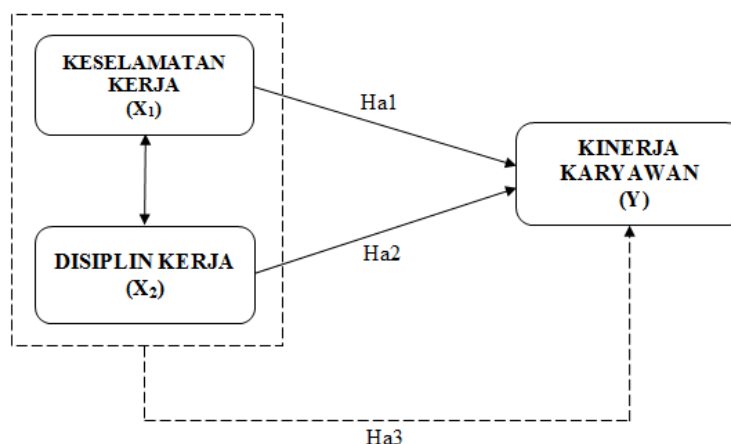 KESELAMATAN
KERJA
(X₁)
Ha1
KINERJA
KARYAWAN
(Y)
DISIPLIN KERJA
(X₂)
Ha2
Ha3